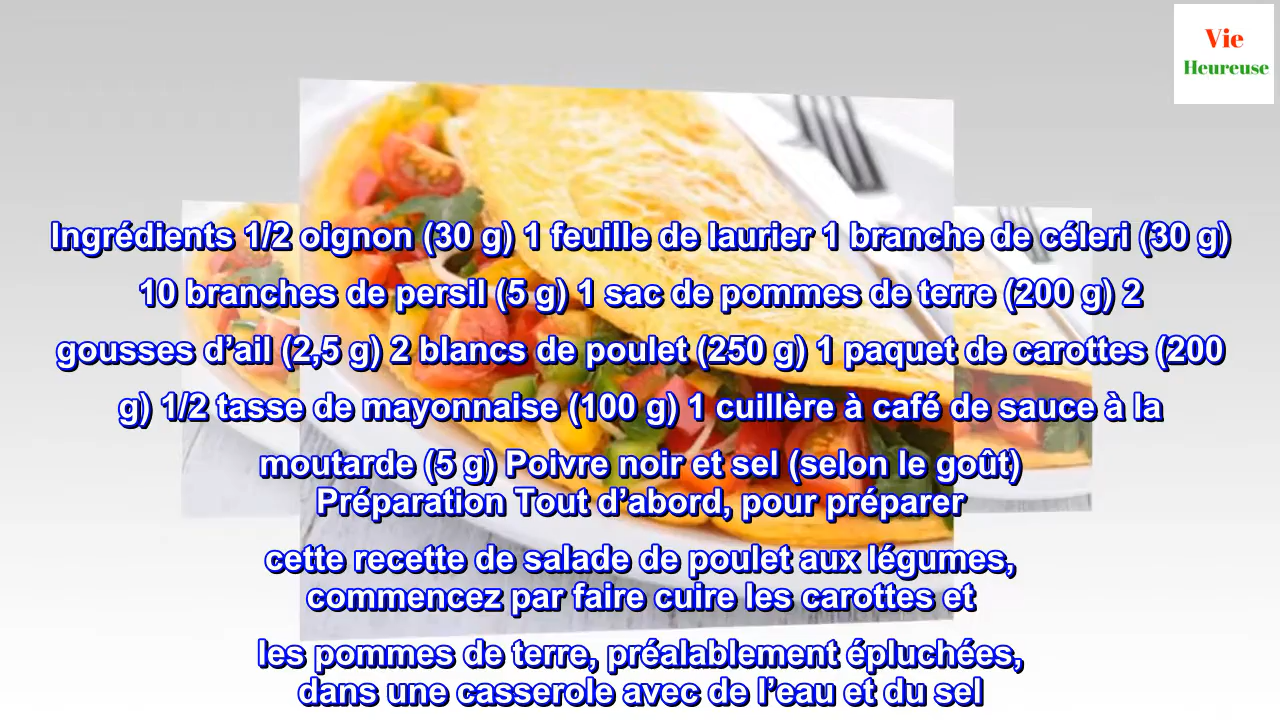 Vie
Heureuse
Ingrédients 1/2 oignon (30 g) 1 feuille de laurier 1 branche de céleri (30 g)
10 branches de persil (5 g) 1 sac de pommes de terre (200 g) 2
gousses d’ail (2,5 g) 2 blancs de poulet (250 g) 1 paquet de carottes (200
g) 1/2 tasse de mayonnaise (100 g) 1 cuillère à café de sauce à la
moutarde (5 g) Poivre noir et sel (selon le goût)
Préparation Tout d’abord, pour préparer
cette recette de salade de poulet aux légumes,
commencez par faire cuire les carottes et
les pommes de terre, préalablement épluchées,
dans une casserole avec de l’eau et du sel